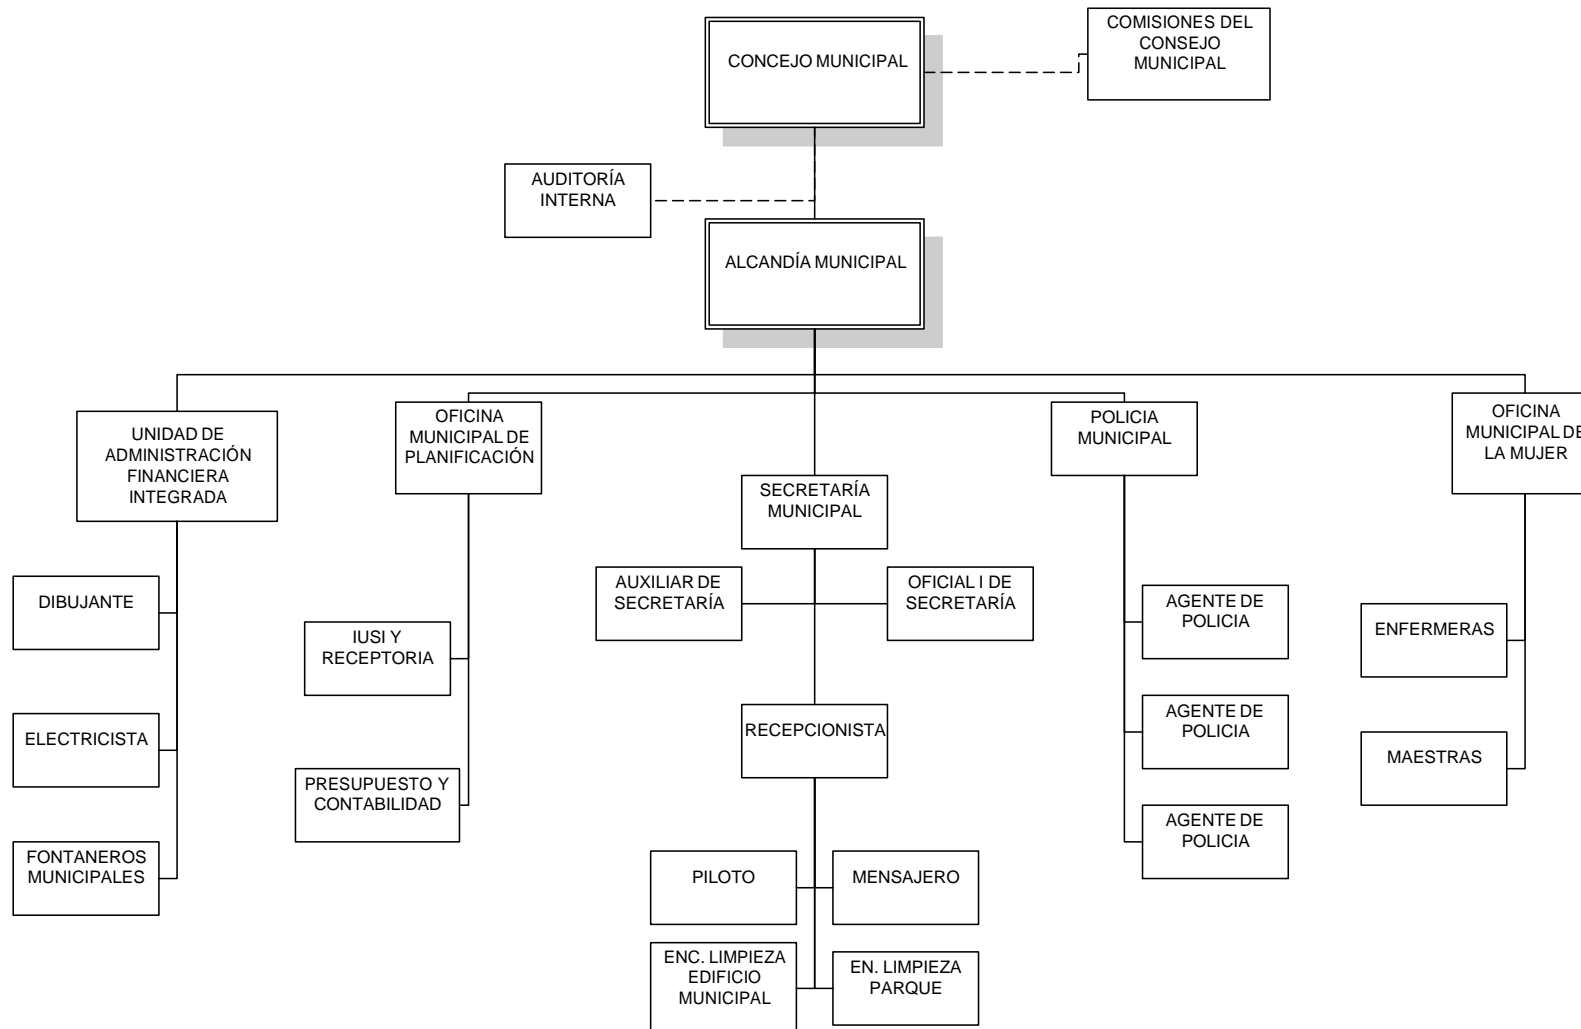 CONCEJO MUNICIPAL
COMISIONES DEL
CONSEJO
MUNICIPAL
AUDITORÍA
INTERNA
ALCANDÍA MUNICIPAL
UNIDAD DE
ADMINISTRACIÓN
FINANCIERA
INTEGRADA
OFICINA
MUNICIPAL DE
PLANIFICACIÓN
SECRETARÍA
MUNICIPAL
POLICIA
MUNICIPAL
OFICINA
MUNICIPAL DE
LA MUJER
DIBUJANTE
ELECTRICISTA
FONTANEROS
MUNICIPALES
IUSI Y
RECEPTORIA
PRESUPUESTO Y
CONTABILIDAD
AUXILIAR DE
SECRETARÍA
OFICIAL I DE
SECRETARÍA
RECEPCIONISTA
PILOTO
MENSAJERO
ENC. LIMPIEZA
EDIFICIO
MUNICIPAL
EN. LIMPIEZA
PARQUE
AGENTE DE
POLICIA
AGENTE DE
POLICIA
AGENTE DE
POLICIA
ENFERMERAS
MAESTRAS